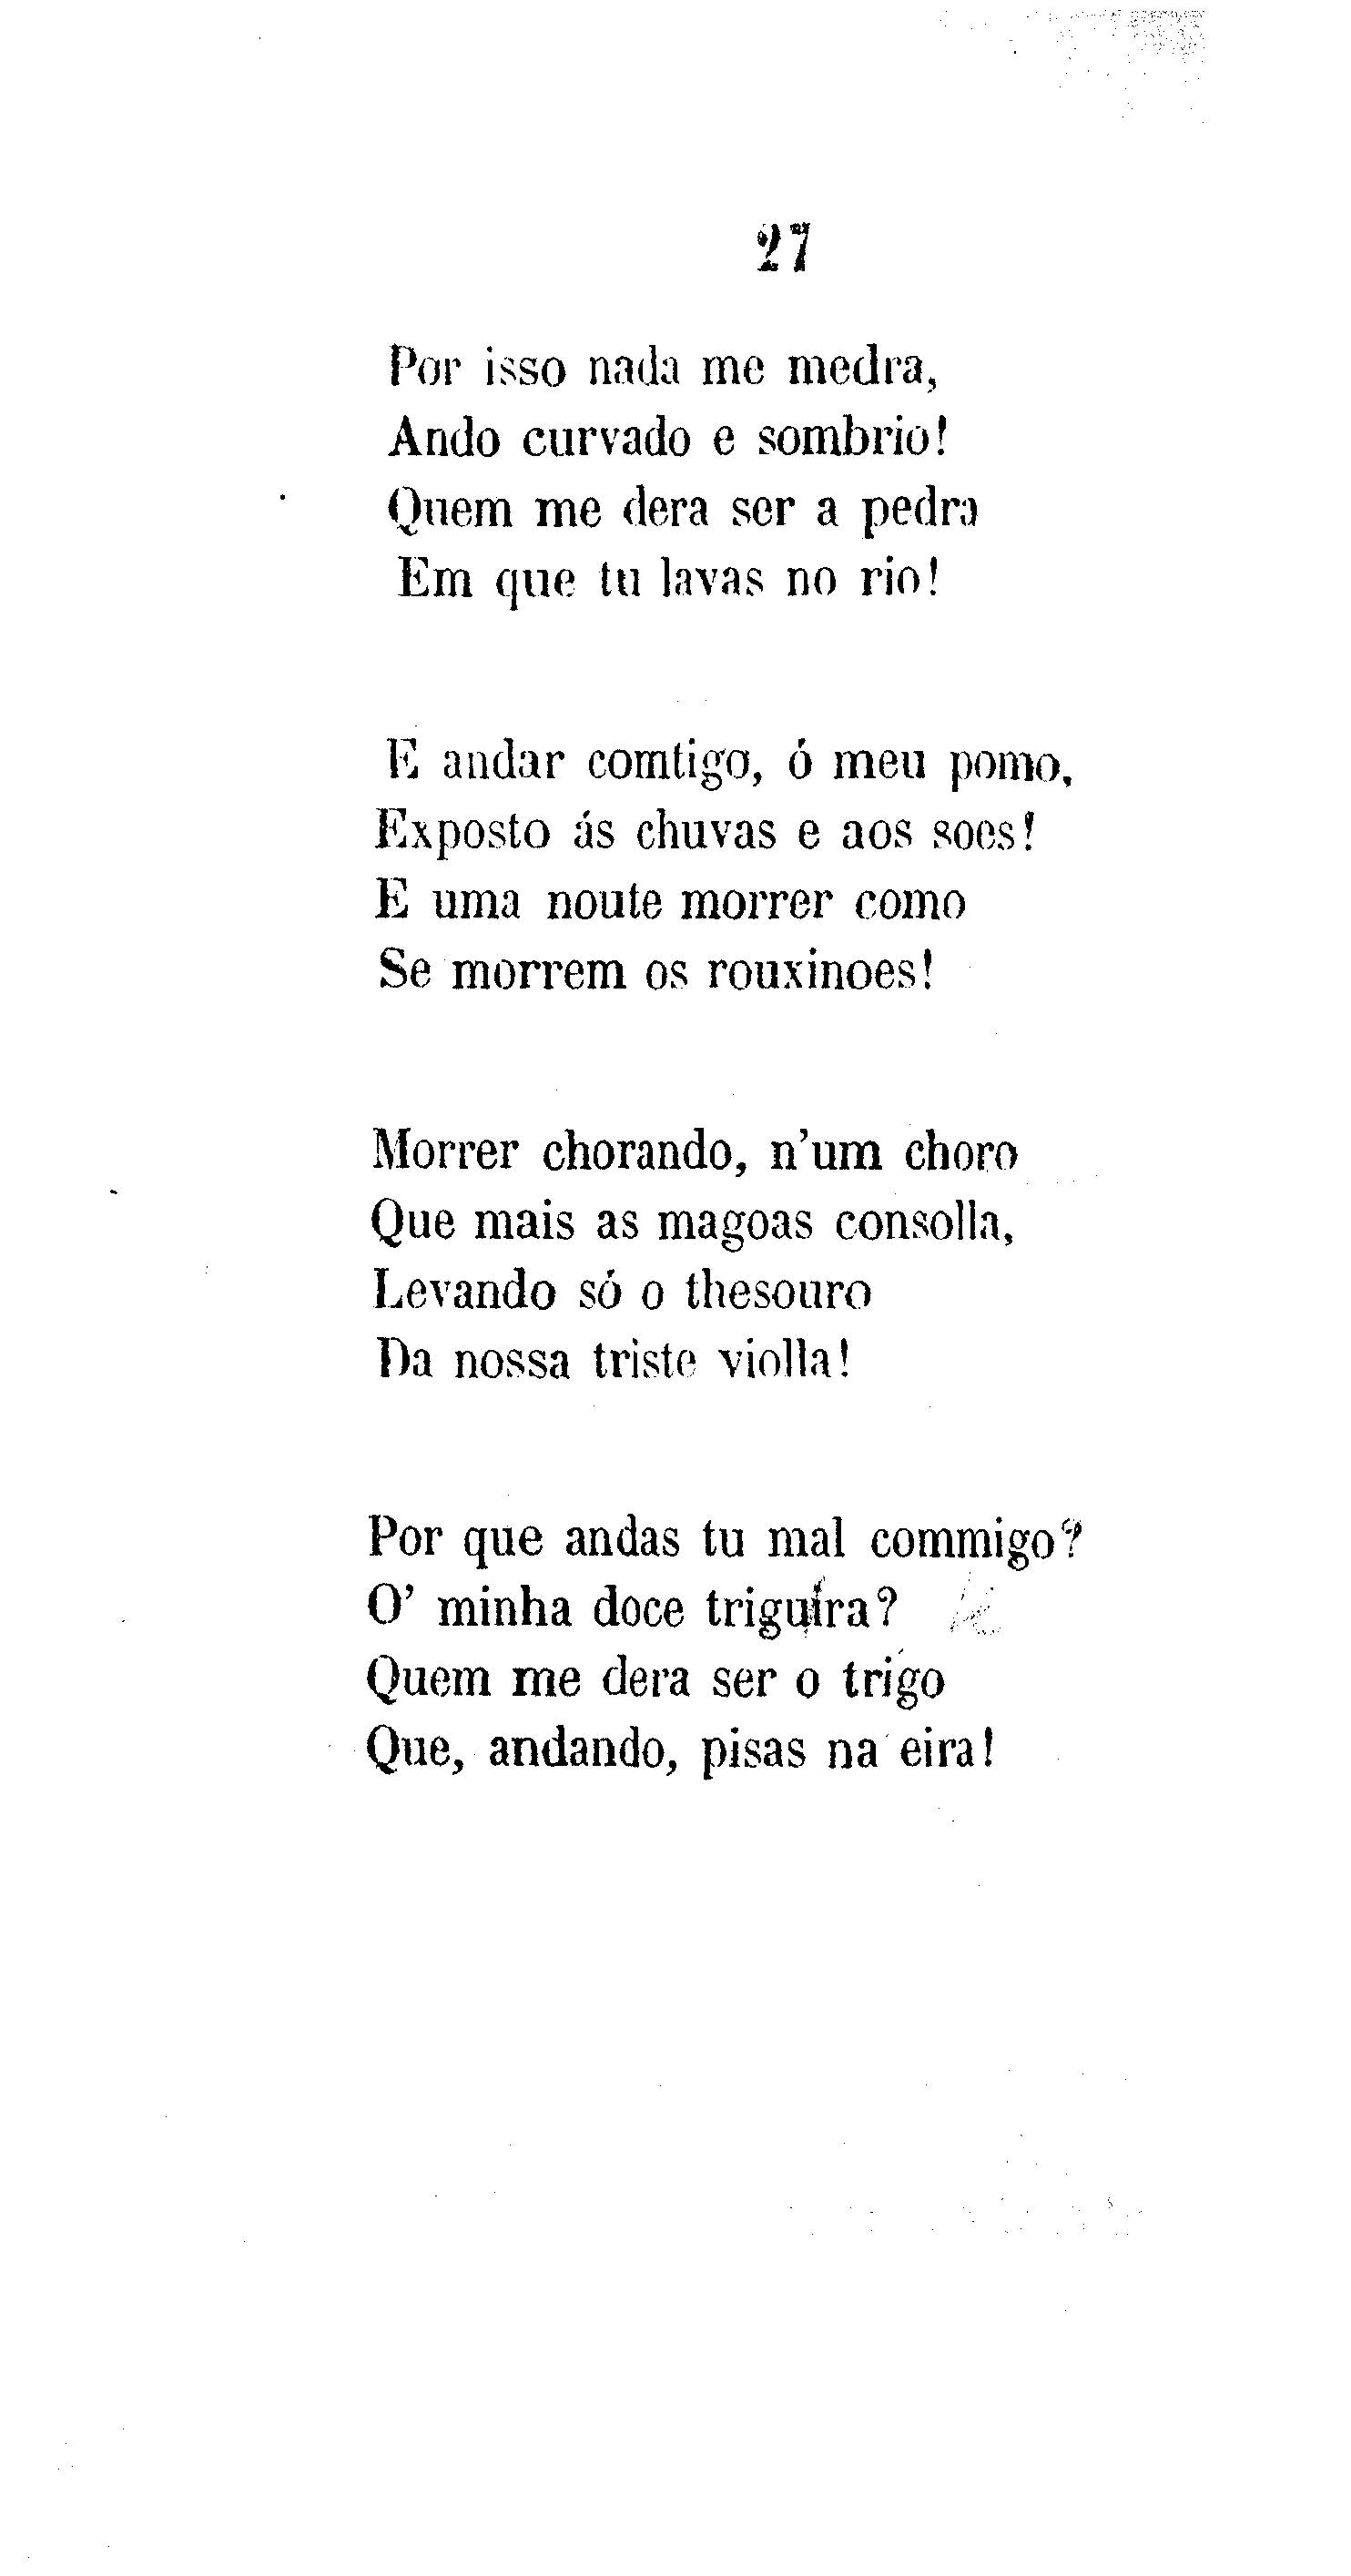 27
Por isso nada me medra,
Ando curvado e sombrio!
Quem me dera ser a pedra
Em que tu lavas no rio!
E andar comtigo, ó meu pomo,
Exposto ás chuvas e aos soes!
E uma noute morrer como
Se morrem os rouxinoes!
Morrer chorando, n'um choro
Que mais as magoas consolla,
Levando só o thesouro
Da nossa triste violla!
Por que andas tu mal commigo?
O' minha doce triguira?
Quem me dera ser o trigo
Que, andando, pisas na eira!